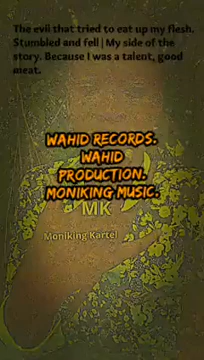 The evil that tried to eat up my flesh.
Stumbled and fell | My side of the
story. Because I was a talent, good
meat.
WAHID RECORDS.
WAHID
PRODUCTION.
MONIKING MUSIC.
MK
Moniking Kartel